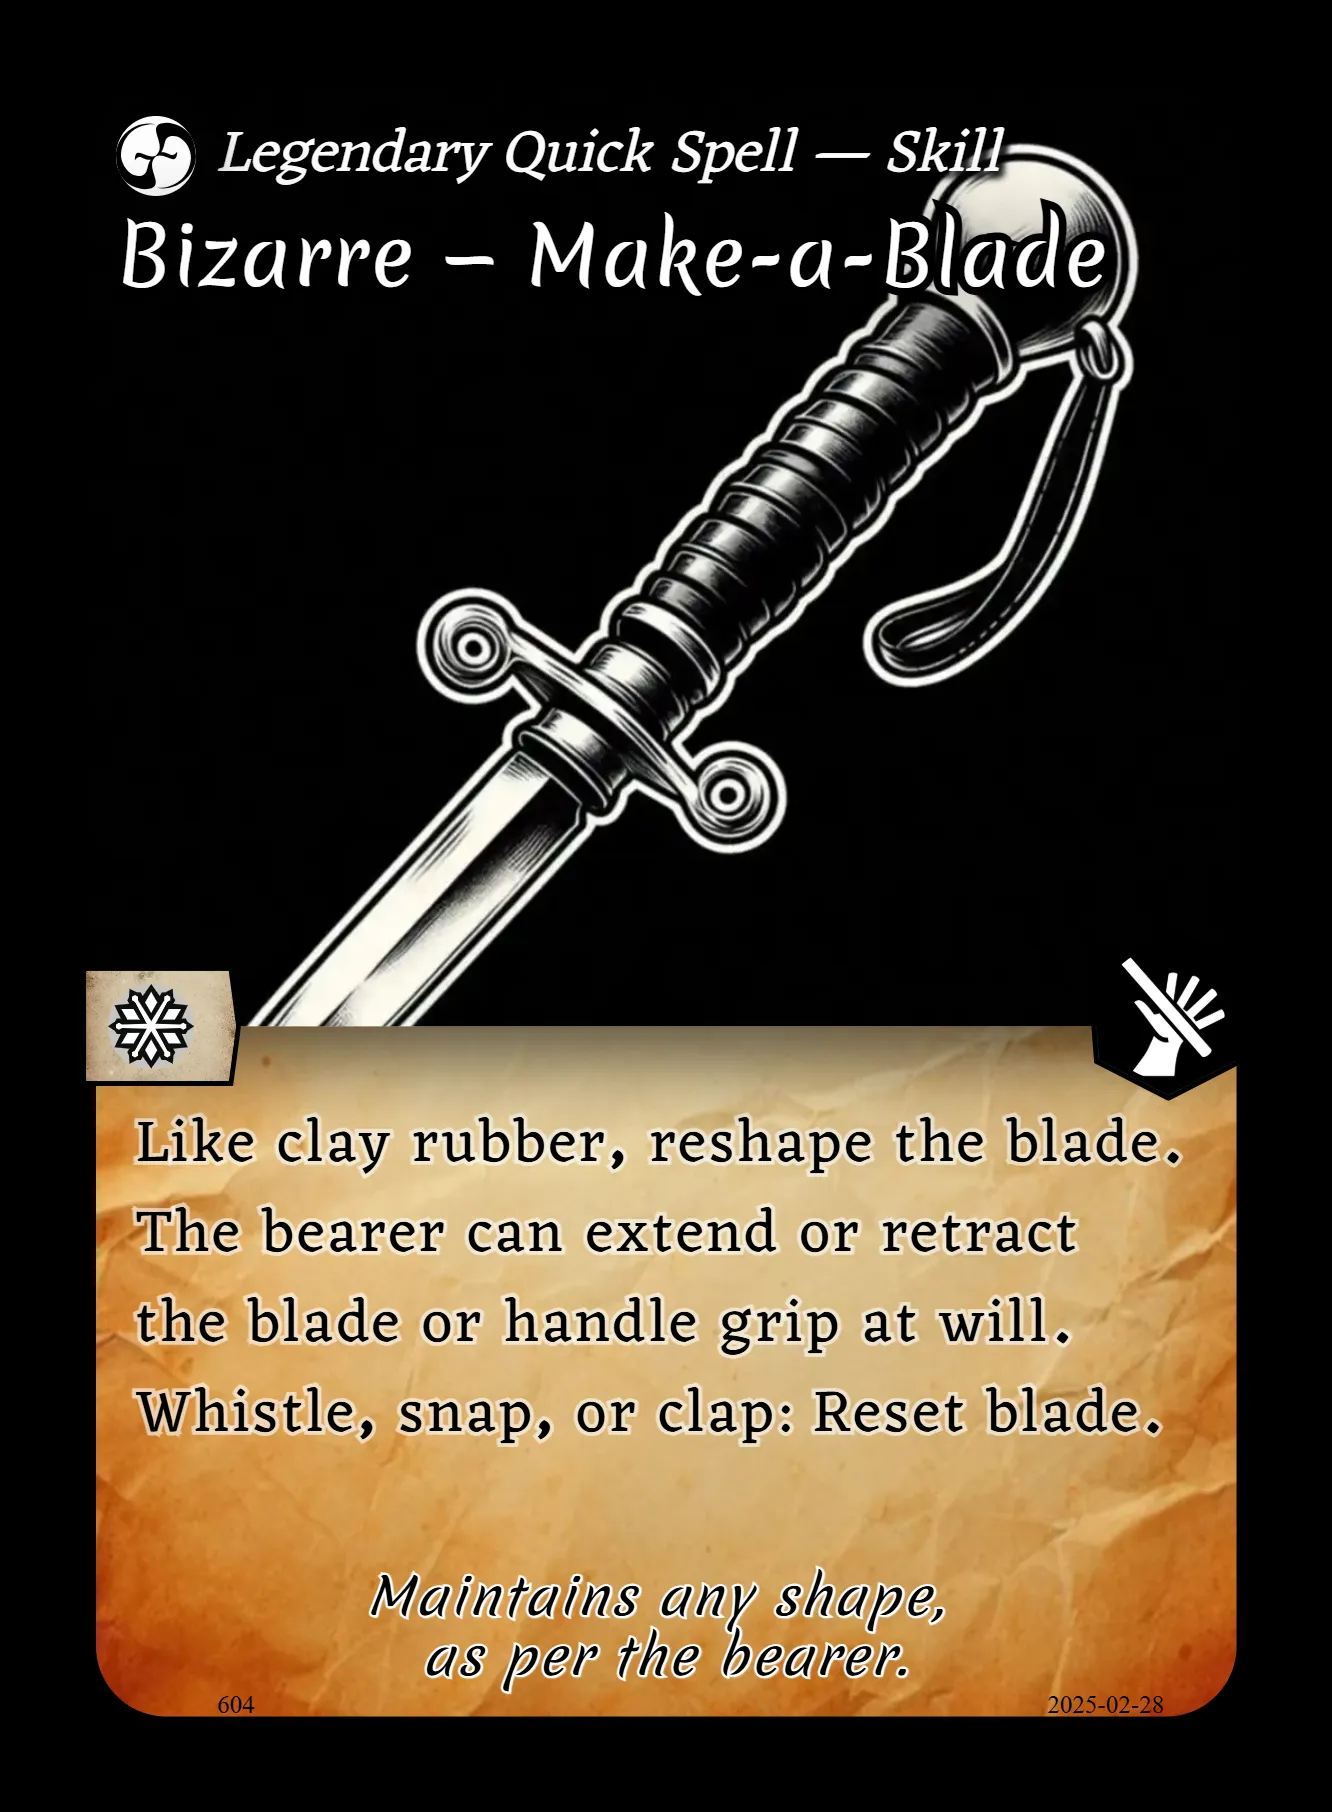 Legendary Quick Spell — Skill
Bizarre – Make-a-Blade
Like clay rubber, reshape the blade.
The bearer can extend or retract
the blade or handle grip at will.
Whistle, snap, or clap: Reset blade.
Maintains any shape,
as per the bearer.
604
2025-02-28